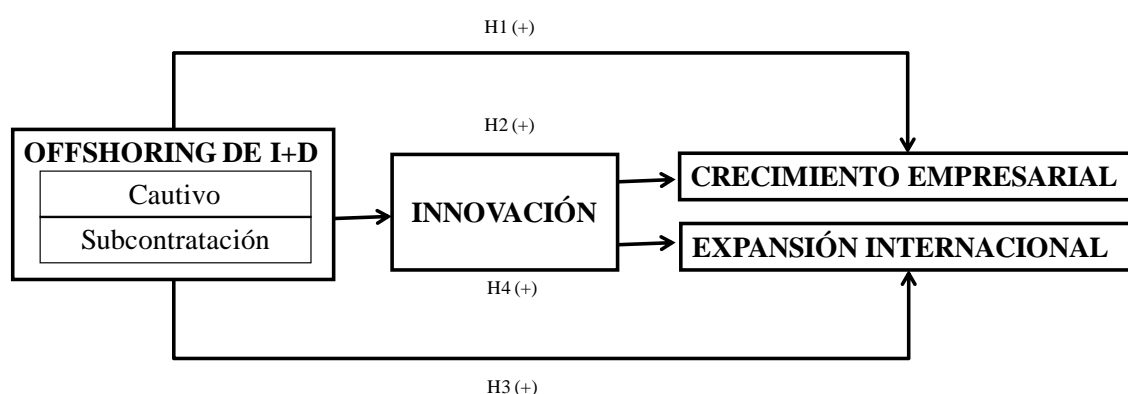 H1 (+)
H2 (+)
OFFSHORING DE I+D
Cautivo
Subcontratación
INNOVACIÓN
CRECIMIENTO EMPRESARIAL
EXPANSIÓN INTERNACIONAL
H4 (+)
H3 (+)